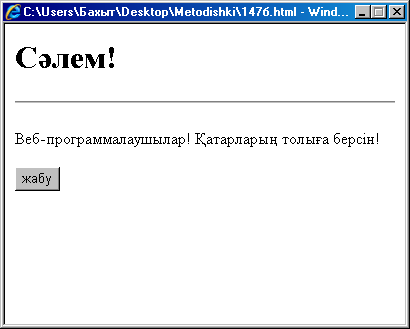 C:\Users\Бахыт\Desktop\Metodishki\1476.html - Wind...
Сәлем!
Веб-программалаушылар! Қатарларың толыға берсін!
жабу